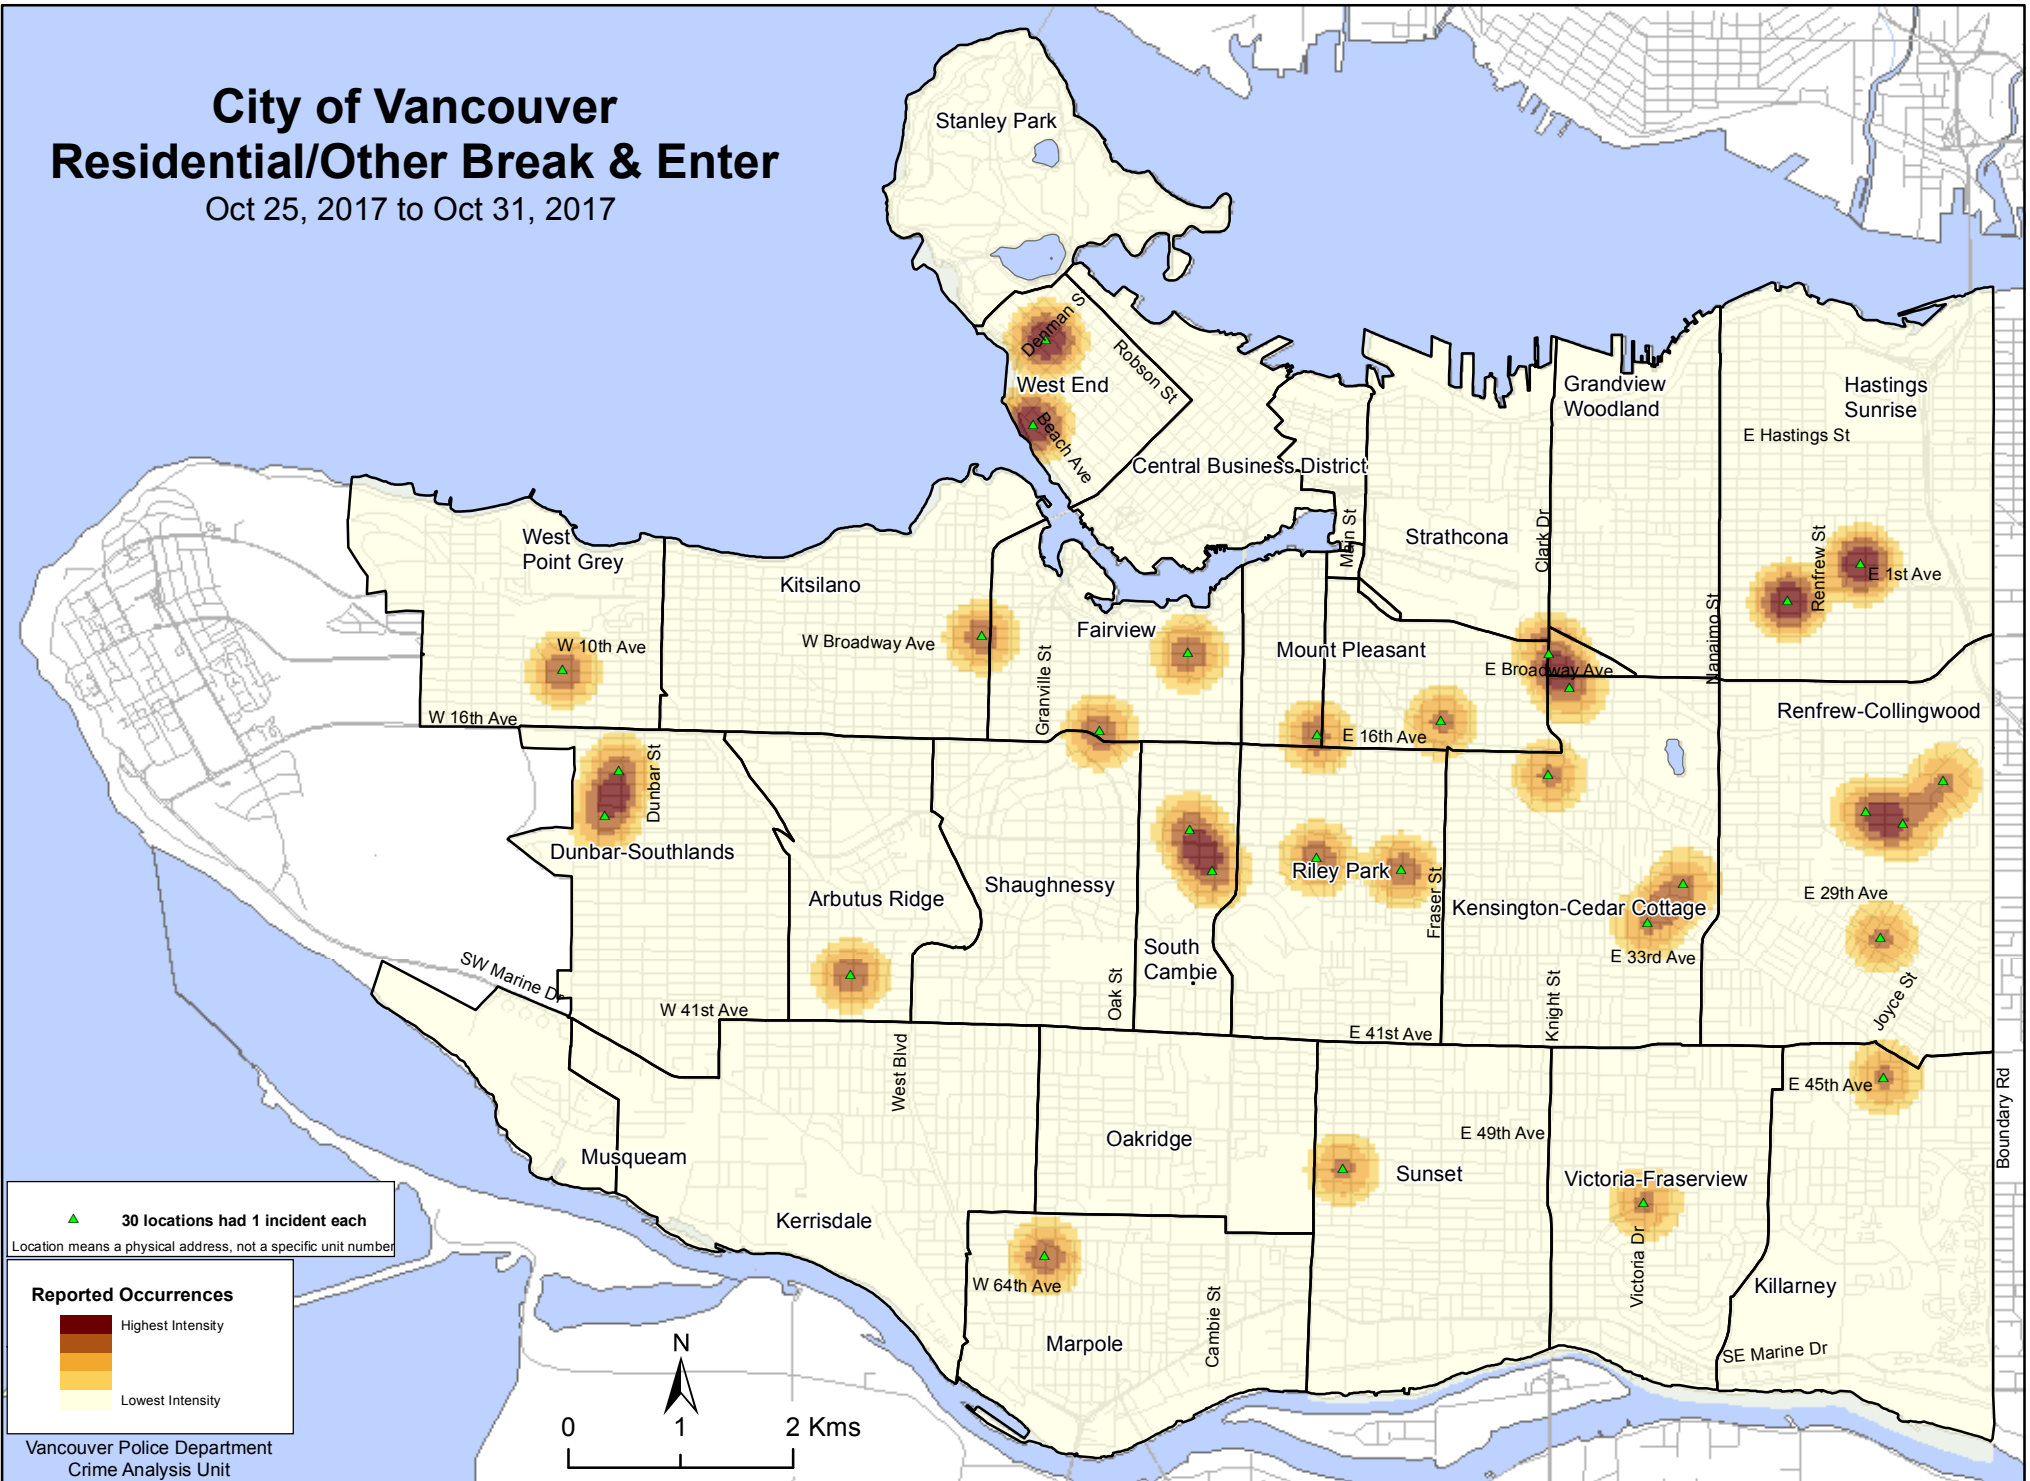 City of Vancouver
Residential/Other Break & Enter
Oct 25, 2017 to Oct 31, 2017
Stanley Park
Denman S
Robson St
West End
Beach Ave
Central Business District
Grandview
Woodland
Hastings
Sunrise
E Hastings St
West
Point Grey
Kitsilano
Main St
Strathcona
Clark Dr
Renfrew St
E 1st Ave
W 10th Ave
W Broadway Ave
Fairview
Granville St
Mount Pleasant
E Broadway Ave
Nanaimo St
W 16th Ave
E 16th Ave
Renfrew-Collingwood
Dunbar St
Dunbar-Southlands
Arbutus Ridge
Shaughnessy
Riley Park
Fraser St
Kensington-Cedar Cottage
E 29th Ave
South
Cambie
E 33rd Ave
SW Marine Dr
W 41st Ave
Oak St
Knight St
Joyce St
E 41st Ave
West Blvd
E 45th Ave
Boundary Rd
Musqueam
Oakridge
E 49th Ave
Sunset
Victoria-Fraserview
Kerrisdale
Victoria Dr
W 64th Ave
Killarney
Marpole
Cambie St
SE Marine Dr
30 locations had 1 incident each
Location means a physical address, not a specific unit number
Reported Occurrences
Highest Intensity
Lowest Intensity
N
0 1 2 Kms
Vancouver Police Department
Crime Analysis Unit